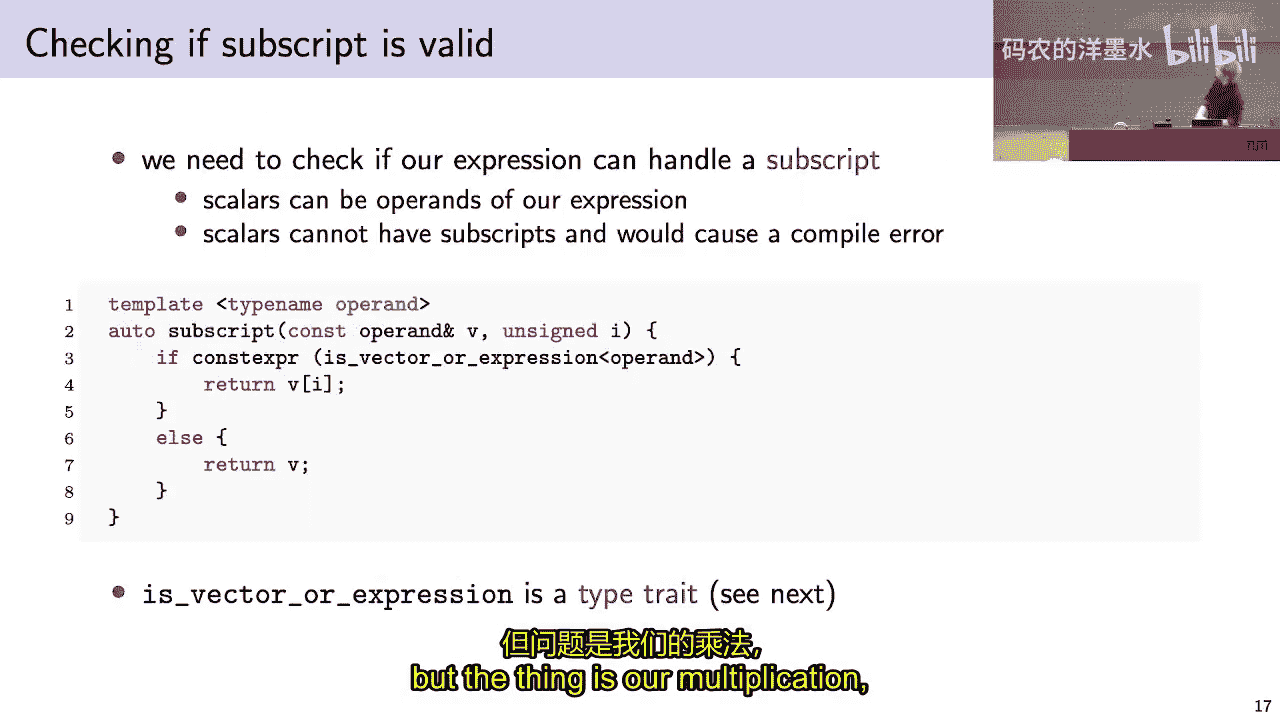 Checking if subscript is valid
码农的洋墨水 bilibili
• we need to check if our expression can handle a subscript
• scalars can be operands of our expression
• scalars cannot have subscripts and would cause a compile error
1 template <typename operand>
2 auto subscript(const operand& v, unsigned i) {
3 if constexpr (is_vector_or_expression<operand>) {
4 return v[i];
5 }
6 else {
7 return v;
8 }
9 }
• is_vector_or_expression is a type trait (see next)
但问题是我们的乘法,
but the thing is our multiplication,
17